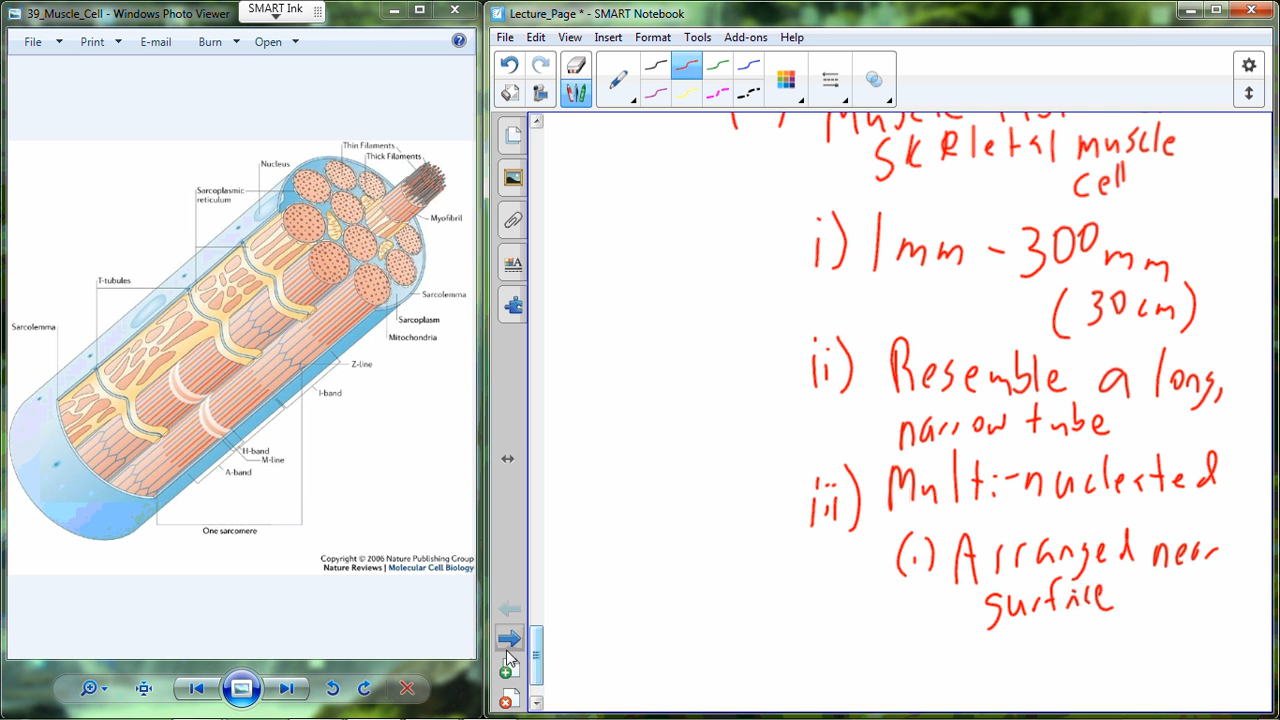 39_Muscle_Cell - Windows Photo Viewer
SMART Ink
File Print E-mail Burn Open
Thin Filaments
Thick Filaments
Nucleus
Sarcoplasmic
reticulum
Myofibril
T-tubules
Sarcolemma
Sarcoplasm
Sarcolemma
Mitochondria
Z-line
I-band
H-band
M-line
A-band
One sarcomere
Copyright © 2006 Nature Publishing Group
Nature Reviews | Molecular Cell Biology
Lecture_Page * - SMART Notebook
File Edit View Insert Format Tools Add-ons Help
Muscle
Skeletal muscle
cell
i) 1mm - 300mm
(30cm)
ii) Resemble a long,
narrow tube
iii) Multi-nucleated
(i) Arranged near
surface